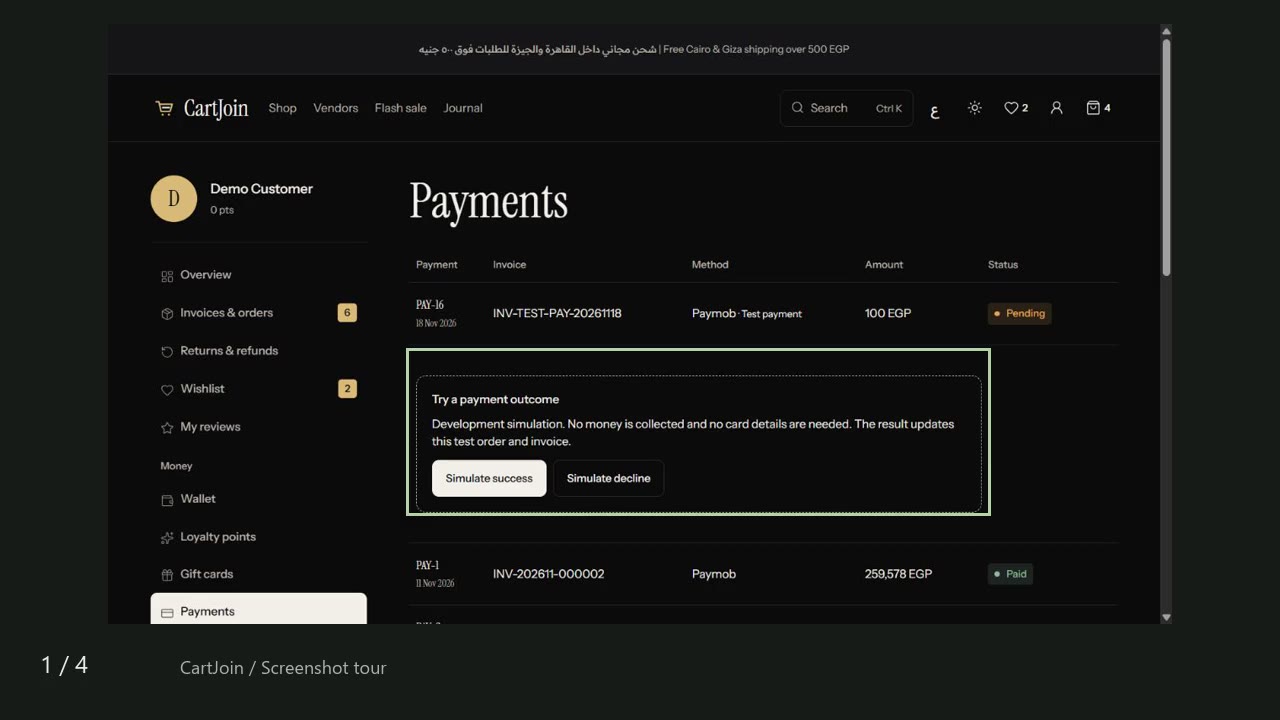 شحن مجاني داخل القاهرة والجيزة للطلبات فوق ٥٠٠ جنيه | Free Cairo & Giza shipping over 500 EGP
CartJoin Shop Vendors Flash sale Journal Search Ctrl K ع 2 4
D
Demo Customer
0 pts
Overview
Invoices & orders 6
Returns & refunds
Wishlist 2
My reviews
Money
Wallet
Loyalty points
Gift cards
Payments
Payments
Payment Invoice Method Amount Status
PAY-16
18 Nov 2026
INV-TEST-PAY-20261118 Paymob · Test payment 100 EGP Pending
Try a payment outcome
Development simulation. No money is collected and no card details are needed. The result updates
this test order and invoice.
Simulate success Simulate decline
PAY-1
11 Nov 2026
INV-202611-000002 Paymob 259,578 EGP Paid
1 / 4 CartJoin / Screenshot tour